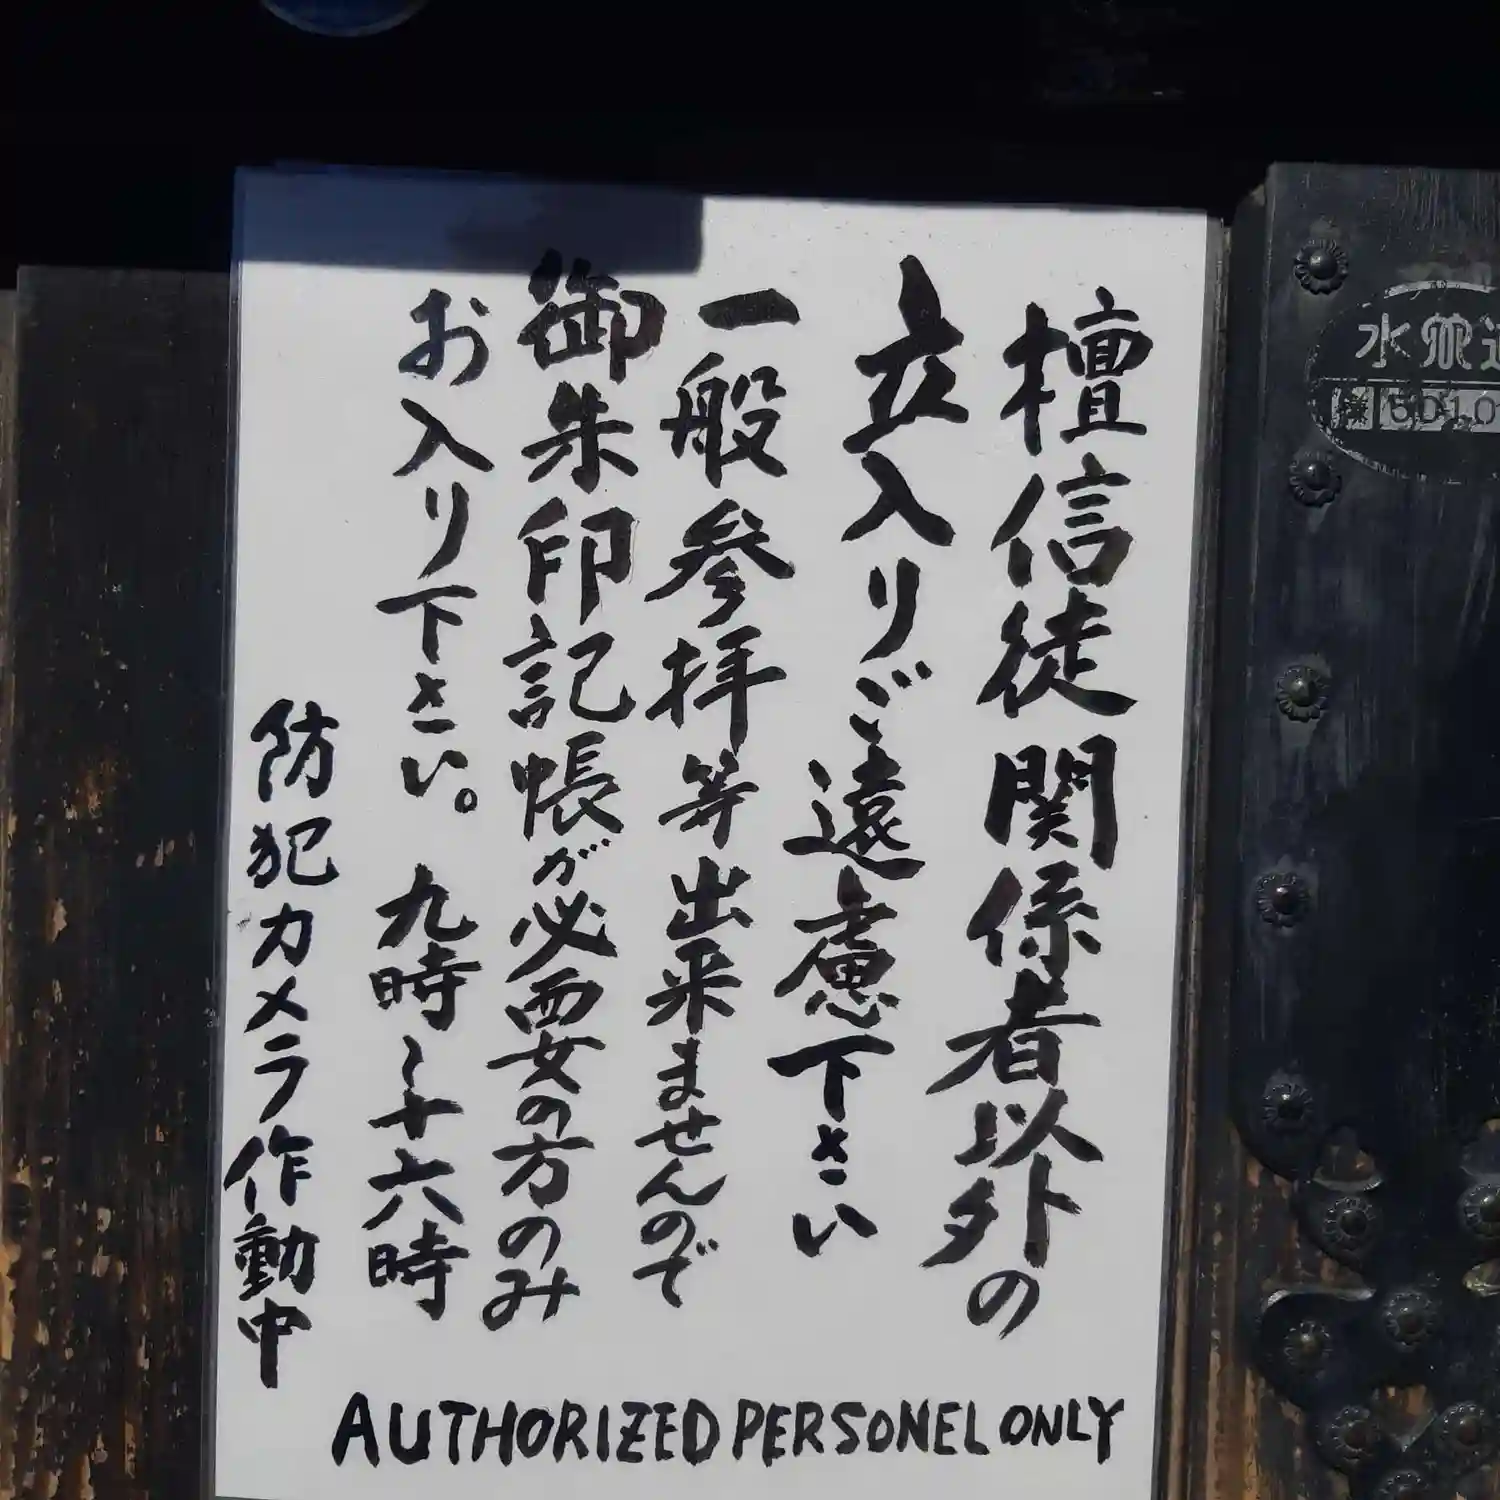 檀信徒関係者以外の
立入りご遠慮下さい
一般参拝等出来ませんので
御朱印記帳が必要の方のみ
お入り下さい。九時〜十六時
防犯カメラ作動中
AUTHORIZED PERSONEL ONLY
水